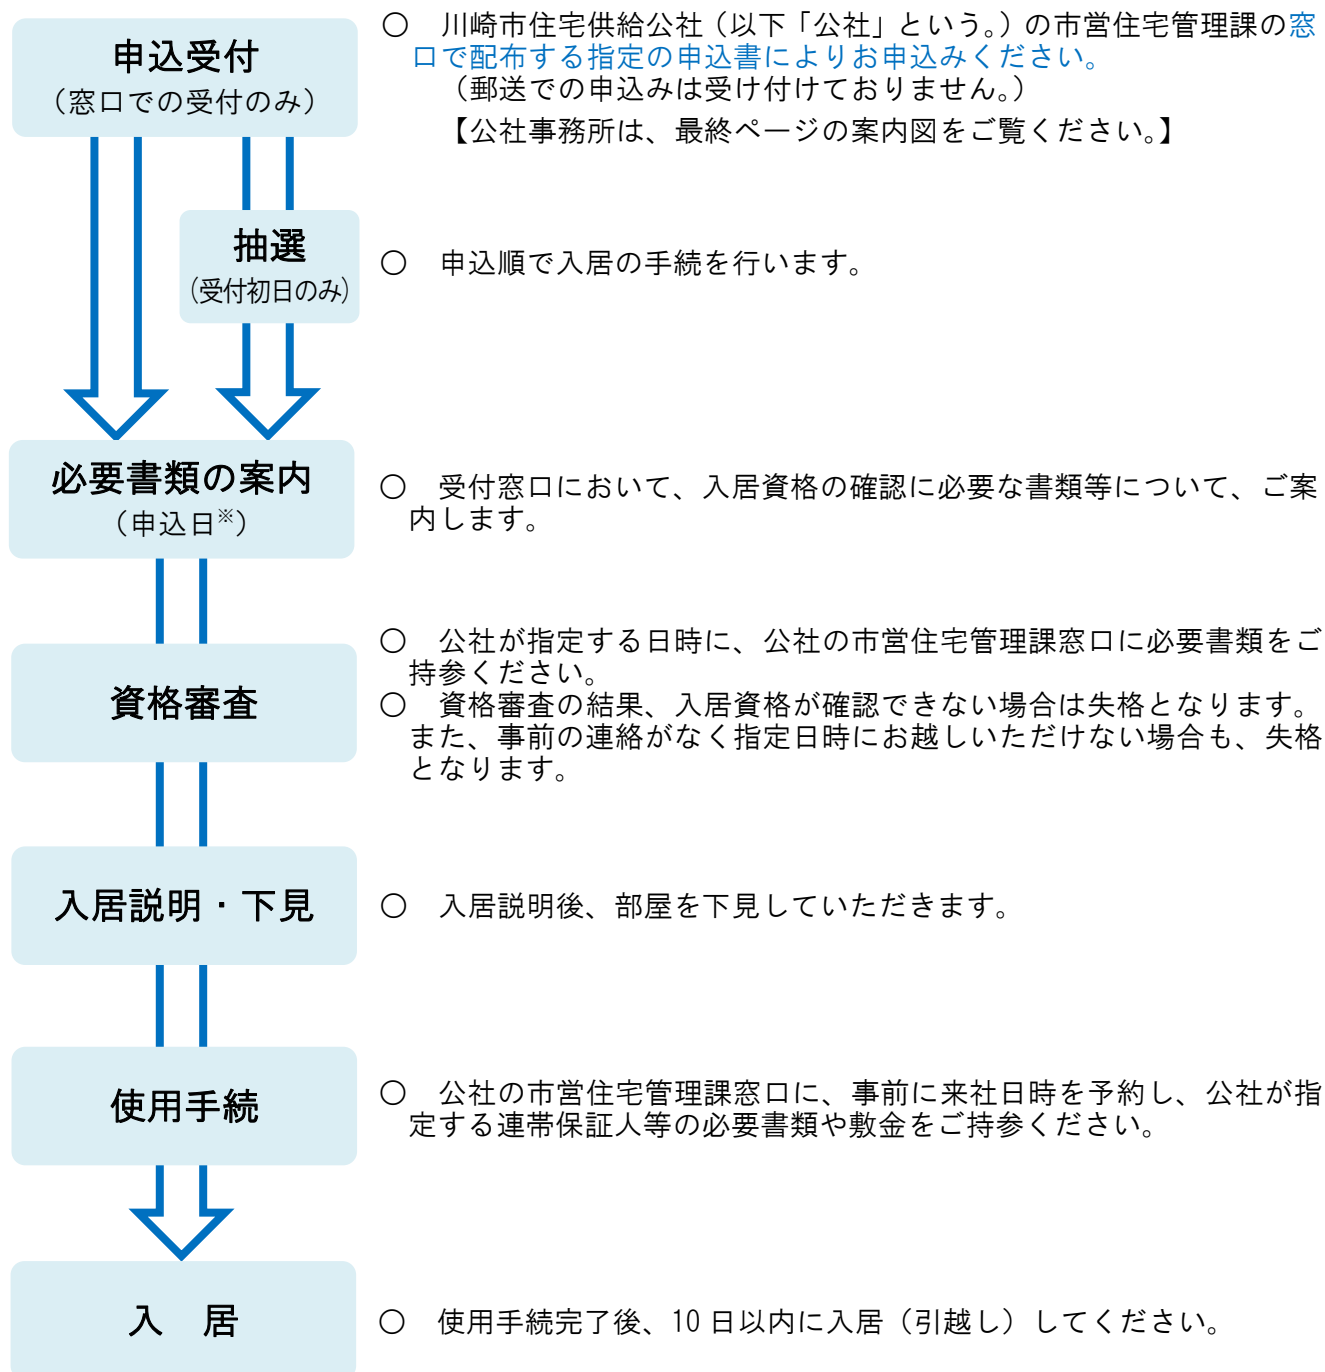 申込受付
（窓口での受付のみ）
○　川崎市住宅供給公社（以下「公社」という。）の市営住宅管理課の窓
口で配布する指定の申込書によりお申込みください。
（郵送での申込みは受け付けておりません。）
【公社事務所は、最終ページの案内図をご覧ください。】
抽選
（受付初日のみ）
○　申込順で入居の手続を行います。
必要書類の案内
（申込日※）
○　受付窓口において、入居資格の確認に必要な書類等について、ご案
内します。
資格審査
○　公社が指定する日時に、公社の市営住宅管理課窓口に必要書類をご
持参ください。
○　資格審査の結果、入居資格が確認できない場合は失格となります。
また、事前の連絡がなく指定日時にお越しいただけない場合も、失格
となります。
入居説明・下見
○　入居説明後、部屋を下見していただきます。
使用手続
○　公社の市営住宅管理課窓口に、事前に来社日時を予約し、公社が指
定する連帯保証人等の必要書類や敷金をご持参ください。
入　居
○　使用手続完了後、10日以内に入居（引越し）してください。